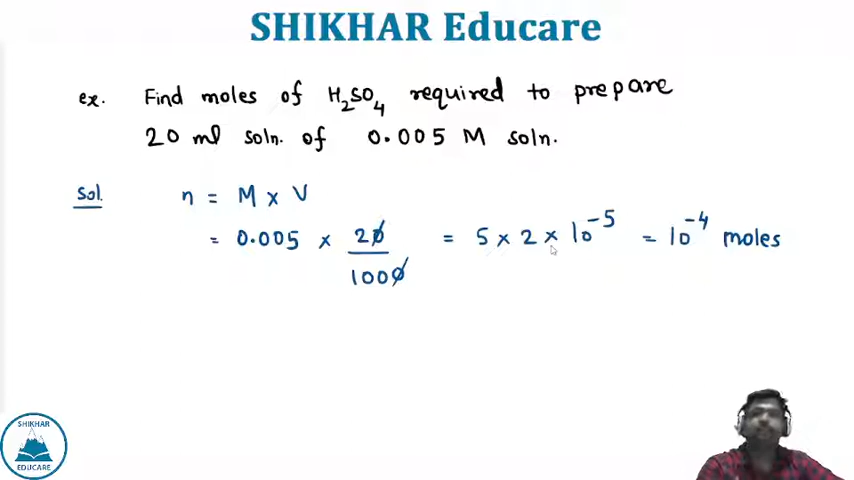 SHIKHAR Educare
ex. Find moles of H₂SO₄ required to prepare
20 ml soln. of 0.005 M soln.
Sol. n = M × V
= 0.005 × 20/1000 = 5 × 2 × 10⁻⁵ = 10⁻⁴ moles
SHIKHAR
EDUCARE